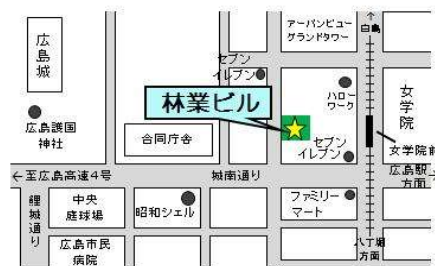 アーバンビュー
グランドタワー
↑
白島
広島城
セブン
イレブン
ハロー
ワーク
女学院
林業ビル
広島護国
神社
合同庁舎
セブン
イレブン
女学院前
←至広島高速4号
城南通り
広島駅
方面
鯉城通り
中央
庭球場
昭和シェル
ファミリー
マート
広島市民
病院
八丁堀
方面